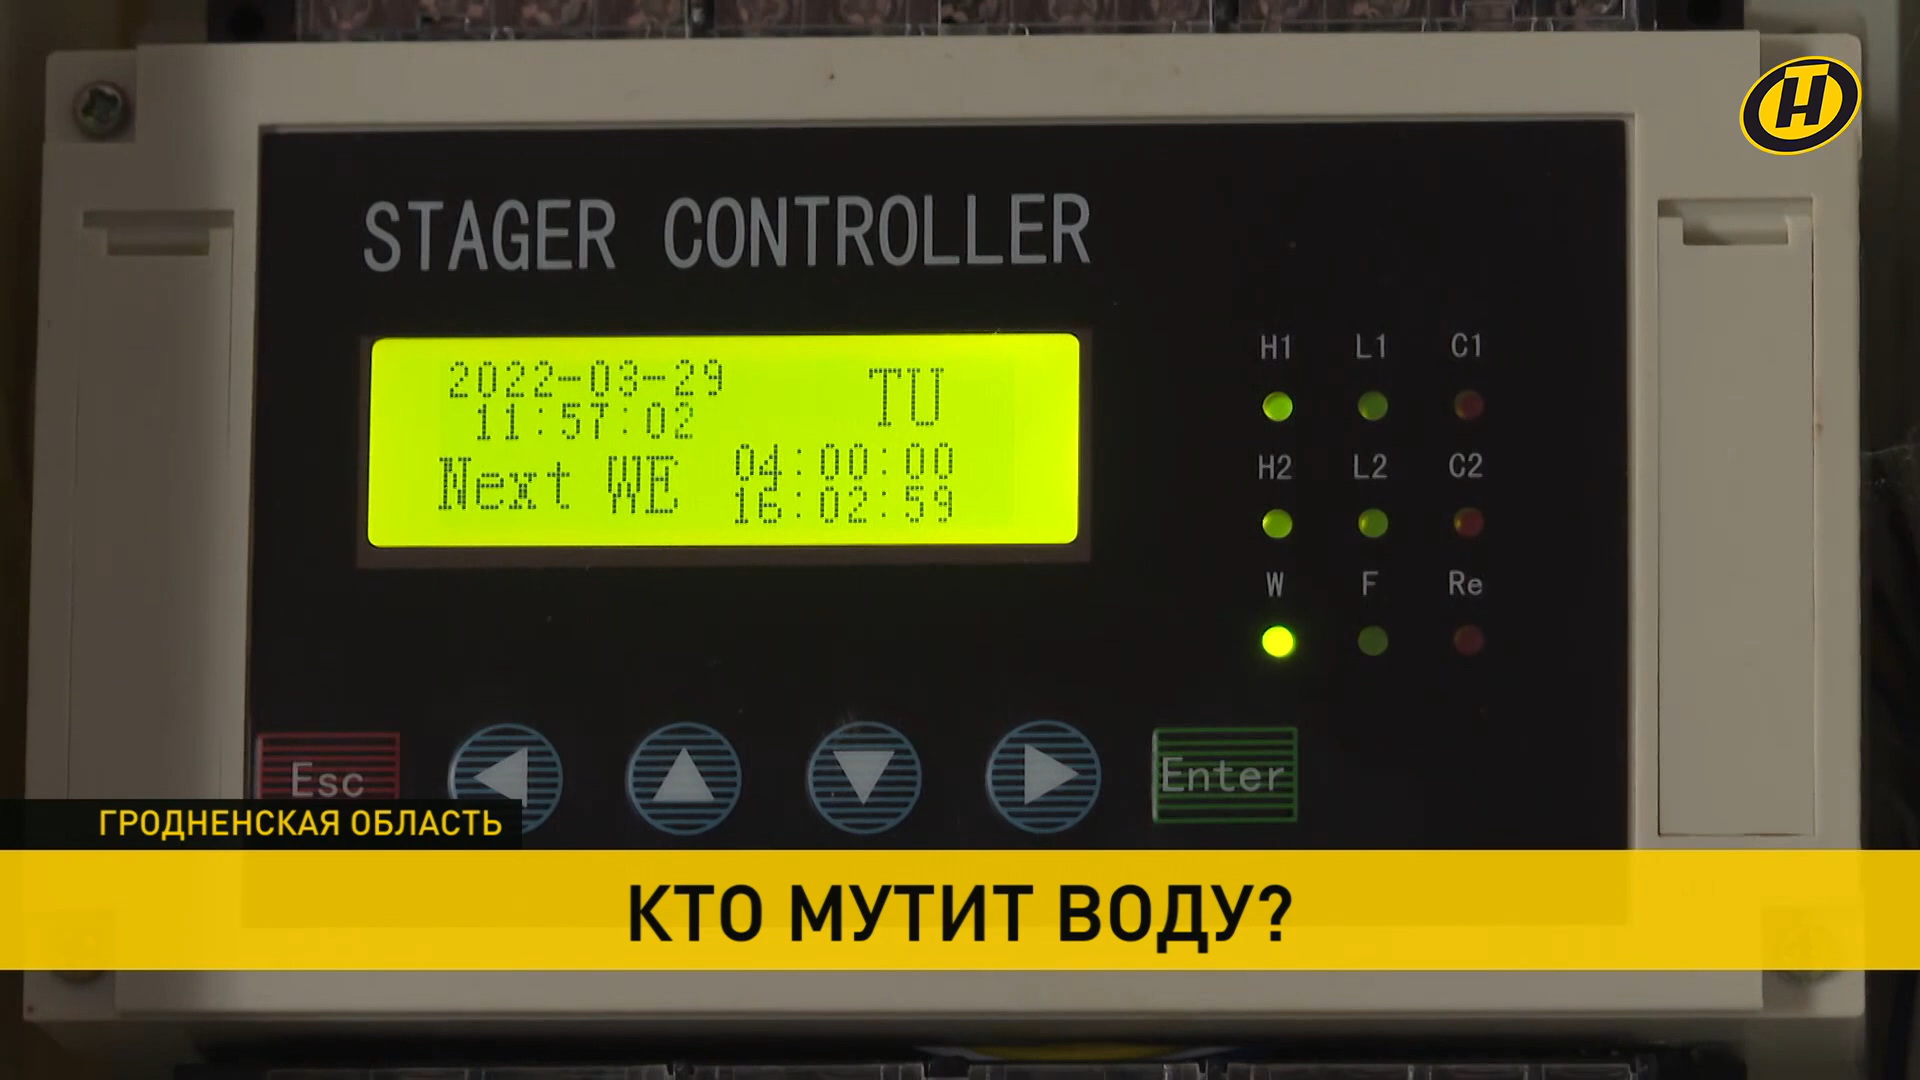 H
STAGER CONTROLLER
2022-03-29 TU
11:57:02
Next WE 04:00:00
16:02:59
H1 L1 C1
H2 L2 C2
W F Re
Esc Enter
ГРОДНЕНСКАЯ ОБЛАСТЬ
КТО МУТИТ ВОДУ?